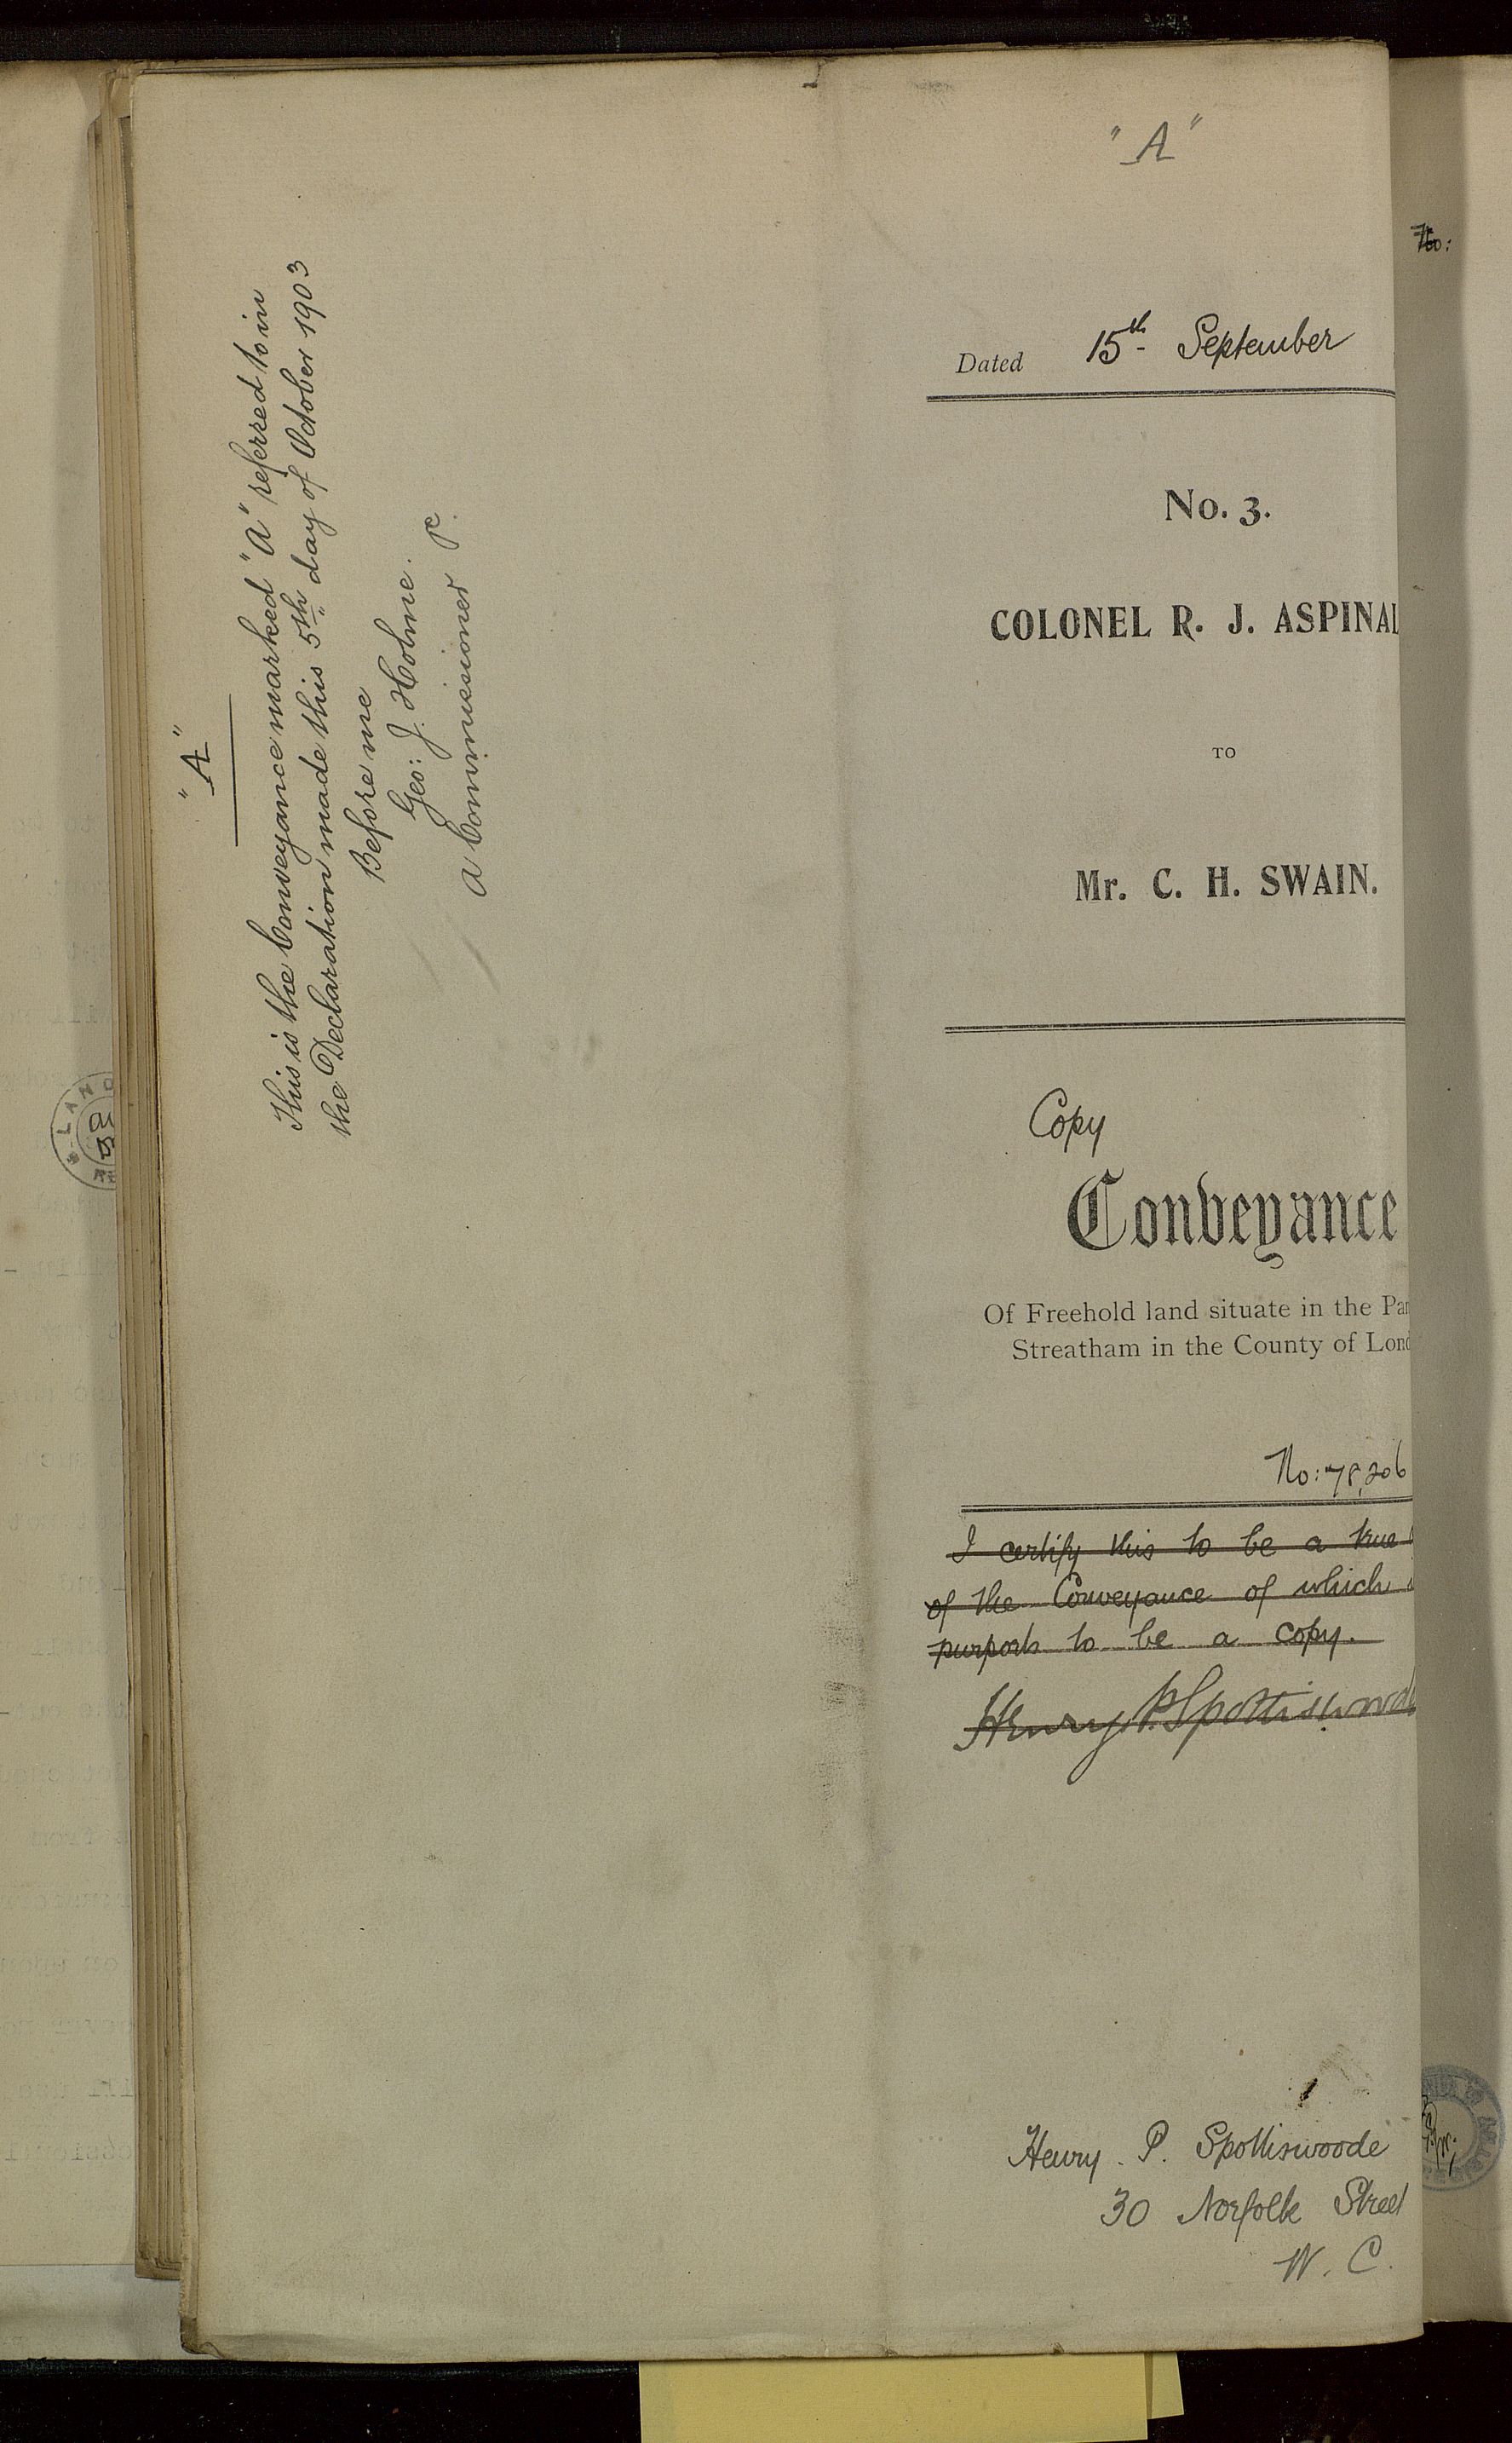 "A"
This is the Conveyance marked "A" referred to in
the Declaration made this 5th day of October 1903
Before me
Geo: J. Holme.
A Commissioner &c.
"A"
Dated 15th September
No. 3.
COLONEL R. J. ASPINAL
TO
Mr. C. H. SWAIN.
Copy
Conveyance
Of Freehold land situate in the Par
Streatham in the County of Lond
No: 78,206
I certify this to be a true
of the Conveyance of which
purports to be a copy.
Henry P. Spottiswoode
Henry. P. Spottiswoode
30 Norfolk Street
W. C.
No: